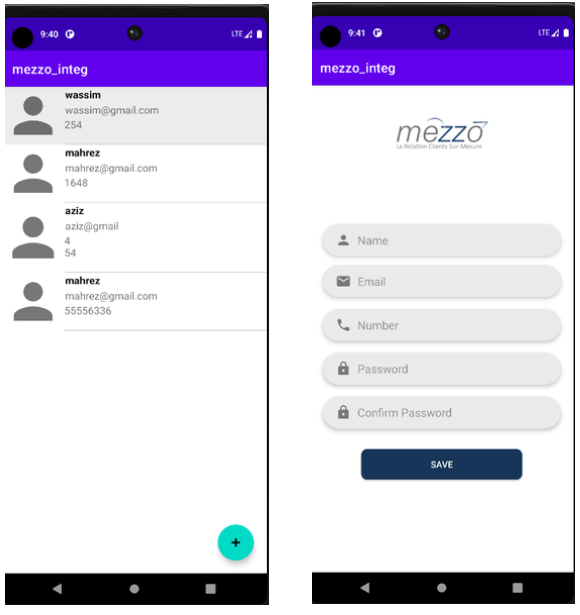 9:40
LTE
mezzo_integ
wassim
wassim@gmail.com
254
mahrez
mahrez@gmail.com
1648
aziz
aziz@gmail
4
54
mahrez
mahrez@gmail.com
55556336
+
9:41
LTE
mezzo_integ
mezzo
La Relation Clients Sur-Mesure
Name
Email
Number
Password
Confirm Password
SAVE